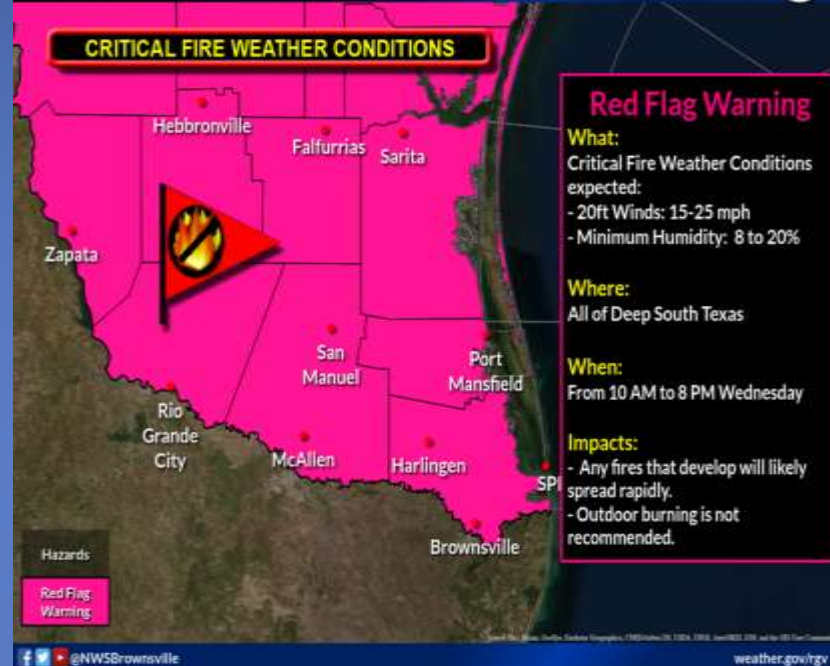 CRITICAL FIRE WEATHER CONDITIONS
Hebbronville
Falfurrias
Sarita
Zapata
San
Manuel
Port
Mansfield
Rio
Grande
City
McAllen
Harlingen
SPI
Brownsville
Hazards
Red Flag
Warning
Red Flag Warning
What:
Critical Fire Weather Conditions
expected:
- 20ft Winds: 15-25 mph
- Minimum Humidity: 8 to 20%
Where:
All of Deep South Texas
When:
From 10 AM to 8 PM Wednesday
Impacts:
- Any fires that develop will likely
spread rapidly.
- Outdoor burning is not
recommended.
@NWSBrownsville
weather.gov/rgv